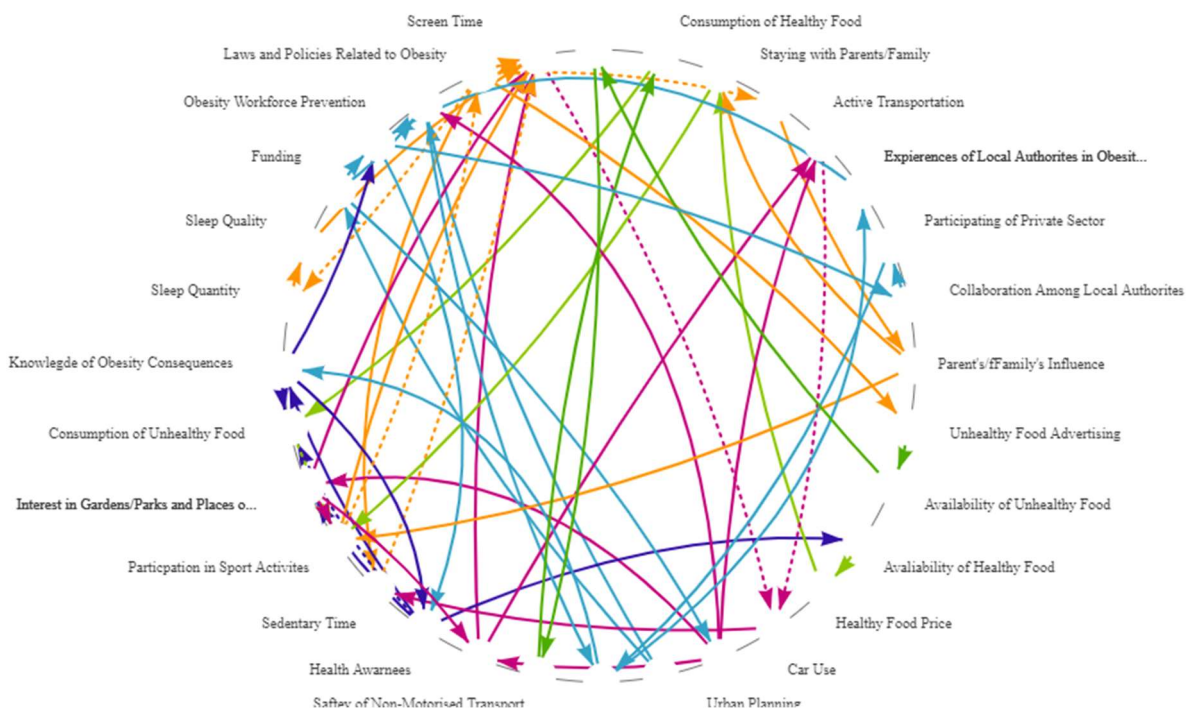 Screen Time
Consumption of Healthy Food
Laws and Policies Related to Obesity
Staying with Parents/Family
Obesity Workforce Prevention
Active Transportation
Funding
Expierences of Local Authorites in Obesit...
Sleep Quality
Participating of Private Sector
Sleep Quantity
Collaboration Among Local Authorites
Knowlegde of Obesity Consequences
Parent's/fFamily's Influence
Consumption of Unhealthy Food
Unhealthy Food Advertising
Interest in Gardens/Parks and Places o...
Availability of Unhealthy Food
Particpation in Sport Activites
Avaliability of Healthy Food
Sedentary Time
Healthy Food Price
Health Awarnees
Car Use
Saftey of Non-Motorised Transport
Urban Planning